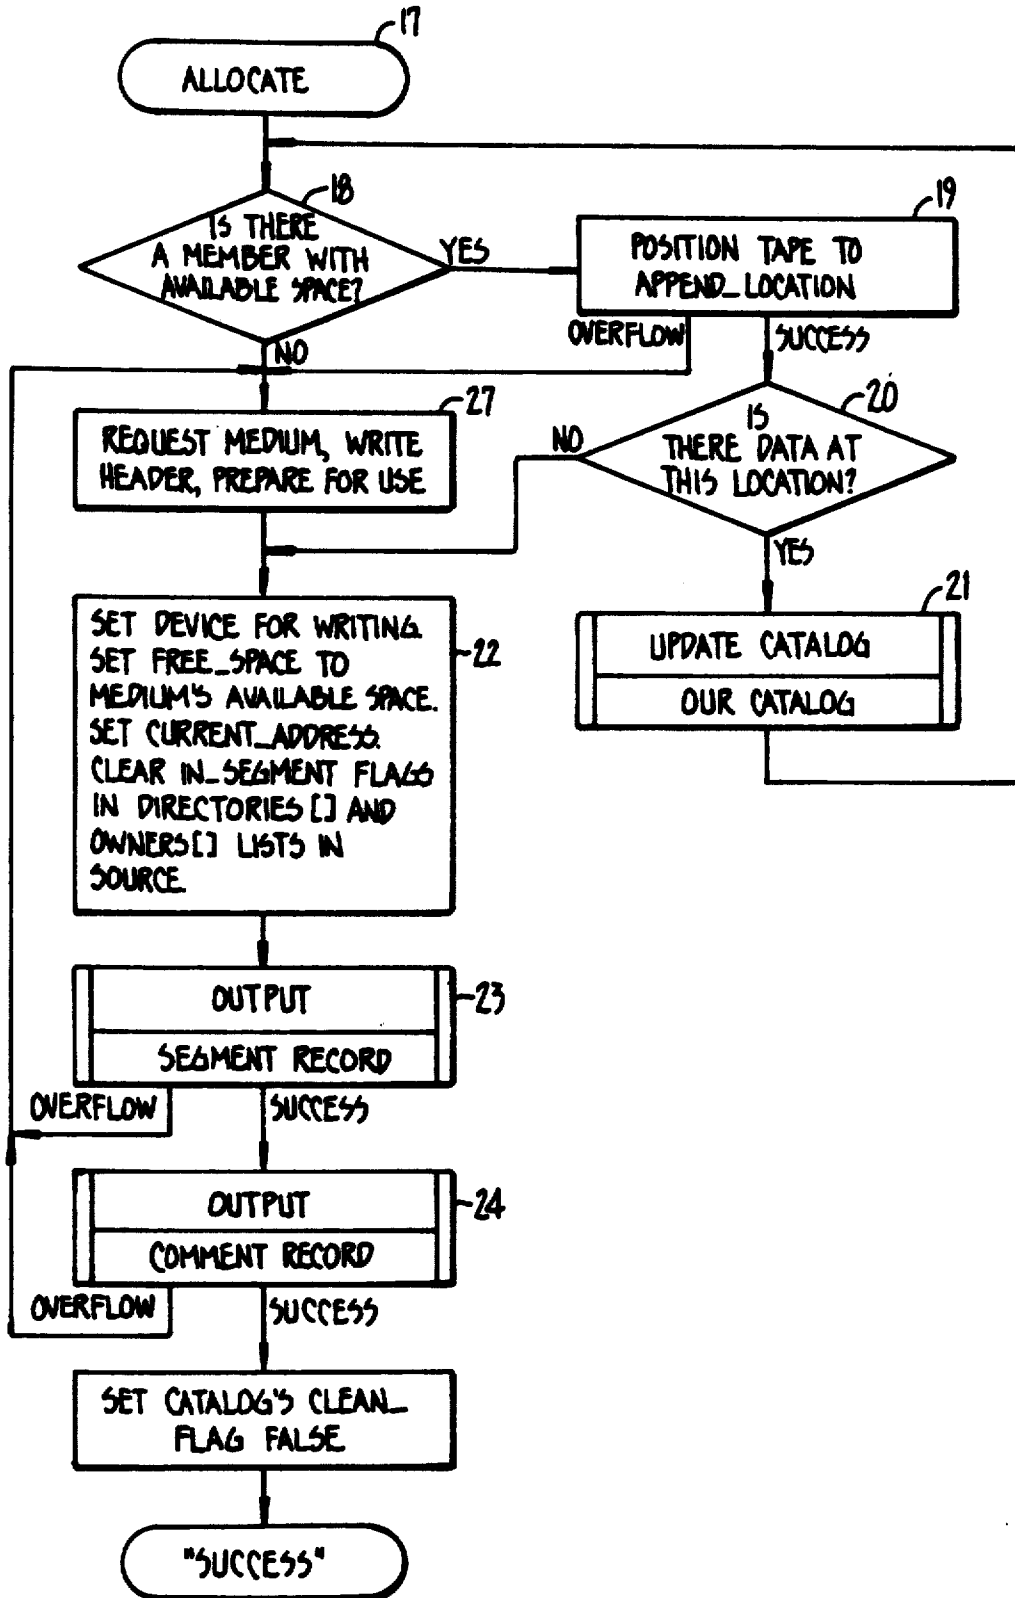 17
ALLOCATE
18
IS THERE
A MEMBER WITH
AVAILABLE SPACE?
YES
NO
19
POSITION TAPE TO
APPEND_LOCATION
OVERFLOW
SUCCESS
20
IS
THERE DATA AT
THIS LOCATION?
NO
YES
27
REQUEST MEDIUM, WRITE
HEADER, PREPARE FOR USE
21
UPDATE CATALOG
OUR CATALOG
22
SET DEVICE FOR WRITING.
SET FREE_SPACE TO
MEDIUM'S AVAILABLE SPACE.
SET CURRENT_ADDRESS.
CLEAR IN_SEGMENT FLAGS
IN DIRECTORIES [] AND
OWNERS[] LISTS IN
SOURCE.
23
OUTPUT
SEGMENT RECORD
OVERFLOW
SUCCESS
24
OUTPUT
COMMENT RECORD
OVERFLOW
SUCCESS
SET CATALOG'S CLEAN_
FLAG FALSE
"SUCCESS"